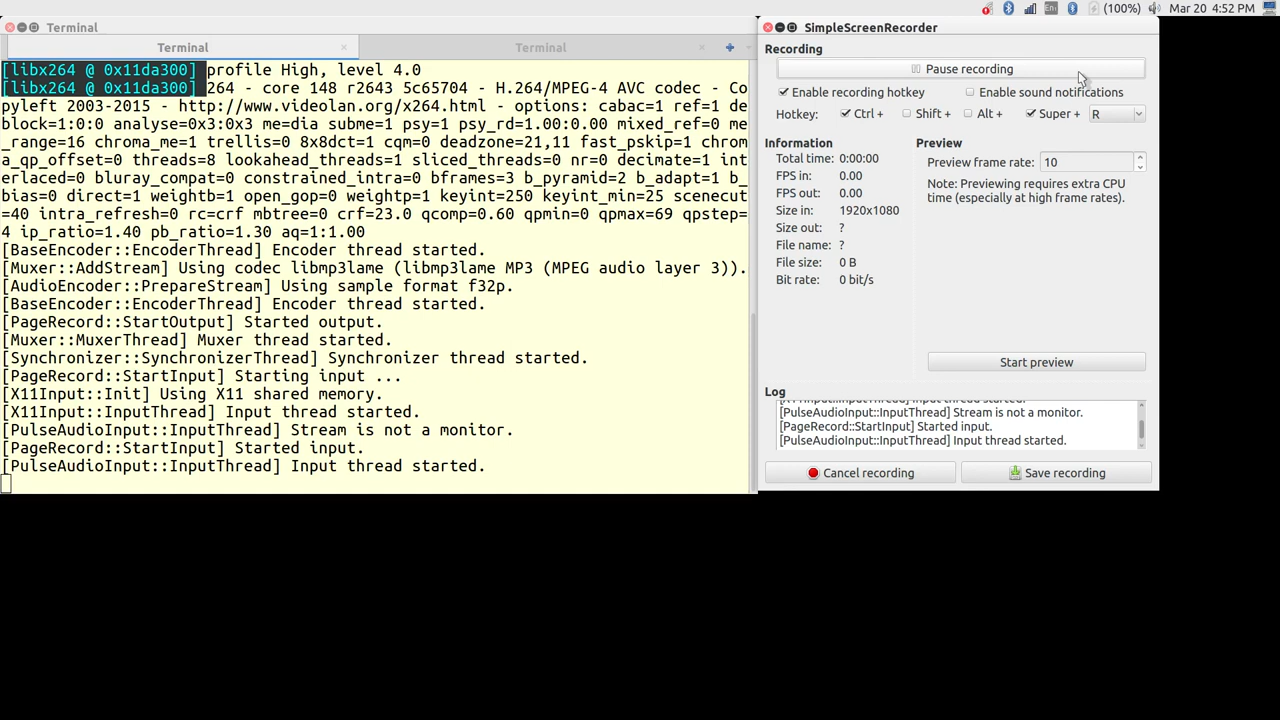 En
(100%) Mar 20 4:52 PM
Terminal
Terminal
Terminal
[libx264 @ 0x11da300] profile High, level 4.0
[libx264 @ 0x11da300] 264 - core 148 r2643 5c65704 - H.264/MPEG-4 AVC codec - Co
pyleft 2003-2015 - http://www.videolan.org/x264.html - options: cabac=1 ref=1 de
block=1:0:0 analyse=0x3:0x3 me=dia subme=1 psy=1 psy_rd=1.00:0.00 mixed_ref=0 me
_range=16 chroma_me=1 trellis=0 8x8dct=1 cqm=0 deadzone=21,11 fast_pskip=1 chrom
a_qp_offset=0 threads=8 lookahead_threads=1 sliced_threads=0 nr=0 decimate=1 int
erlaced=0 bluray_compat=0 constrained_intra=0 bframes=3 b_pyramid=2 b_adapt=1 b_
bias=0 direct=1 weightb=1 open_gop=0 weightp=1 keyint=250 keyint_min=25 scenecut
=40 intra_refresh=0 rc=crf mbtree=0 crf=23.0 qcomp=0.60 qpmin=0 qpmax=69 qpstep=
4 ip_ratio=1.40 pb_ratio=1.30 aq=1:1.00
[BaseEncoder::EncoderThread] Encoder thread started.
[Muxer::AddStream] Using codec libmp3lame (libmp3lame MP3 (MPEG audio layer 3)).
[AudioEncoder::PrepareStream] Using sample format f32p.
[BaseEncoder::EncoderThread] Encoder thread started.
[PageRecord::StartOutput] Started output.
[Muxer::MuxerThread] Muxer thread started.
[Synchronizer::SynchronizerThread] Synchronizer thread started.
[PageRecord::StartInput] Starting input ...
[X11Input::Init] Using X11 shared memory.
[X11Input::InputThread] Input thread started.
[PulseAudioInput::InputThread] Stream is not a monitor.
[PageRecord::StartInput] Started input.
[PulseAudioInput::InputThread] Input thread started.
SimpleScreenRecorder
Recording
Pause recording
Enable recording hotkey Enable sound notifications
Hotkey: Ctrl + Shift + Alt + Super + R
Information
Total time: 0:00:00
FPS in: 0.00
FPS out: 0.00
Size in: 1920x1080
Size out: ?
File name: ?
File size: 0 B
Bit rate: 0 bit/s
Preview
Preview frame rate: 10
Note: Previewing requires extra CPU
time (especially at high frame rates).
Start preview
Log
[X11Input::InputThread] Input thread started.
[PulseAudioInput::InputThread] Stream is not a monitor.
[PageRecord::StartInput] Started input.
[PulseAudioInput::InputThread] Input thread started.
Cancel recording Save recording